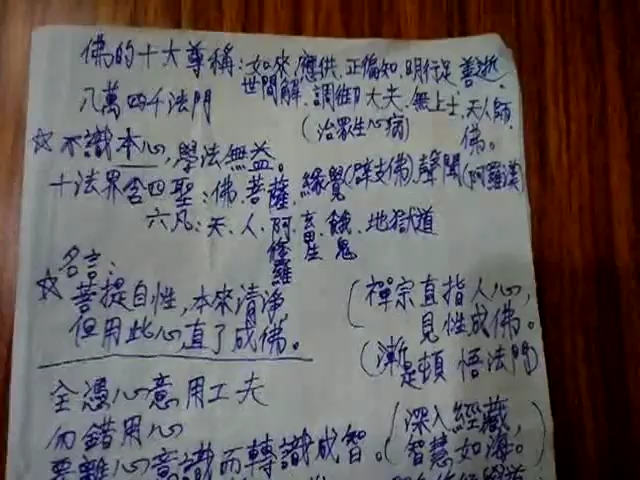 佛的十大尊稱:如來,應供,正偏知,明行足,善逝,
世間解,調御大夫,無上士,天人師,
八萬四千法門
(治眾生心病)
佛。
☆不識本心,學法無益。
十法界含四聖:佛、菩薩、緣覺(辟支佛)、聲聞(阿羅漢)
六凡:天、人、阿修羅、畜生、餓鬼、地獄道
名言:
☆菩提自性,本來清淨,
但用此心直了成佛。
(禪宗直指人心,
見性成佛。
(漸
是頓悟法門)
全憑心意用工夫
勿錯用心
要離心意識而轉識成智。
(深入經藏,
智慧如海。)